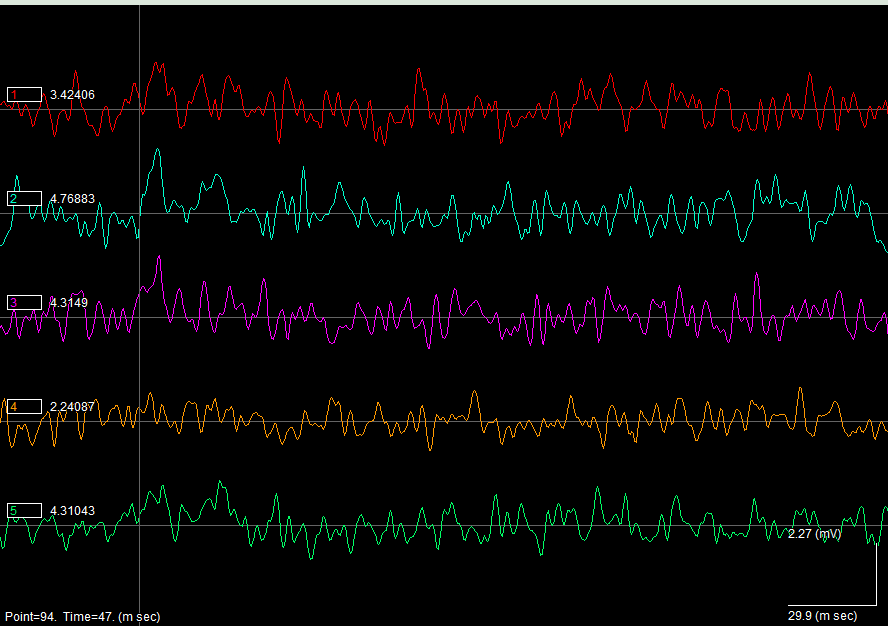 1 3.42406
2 4.76883
3 4.3149
4 2.24087
5 4.31043
2.27 (mV)
Point=94. Time=47. (m sec)
29.9 (m sec)